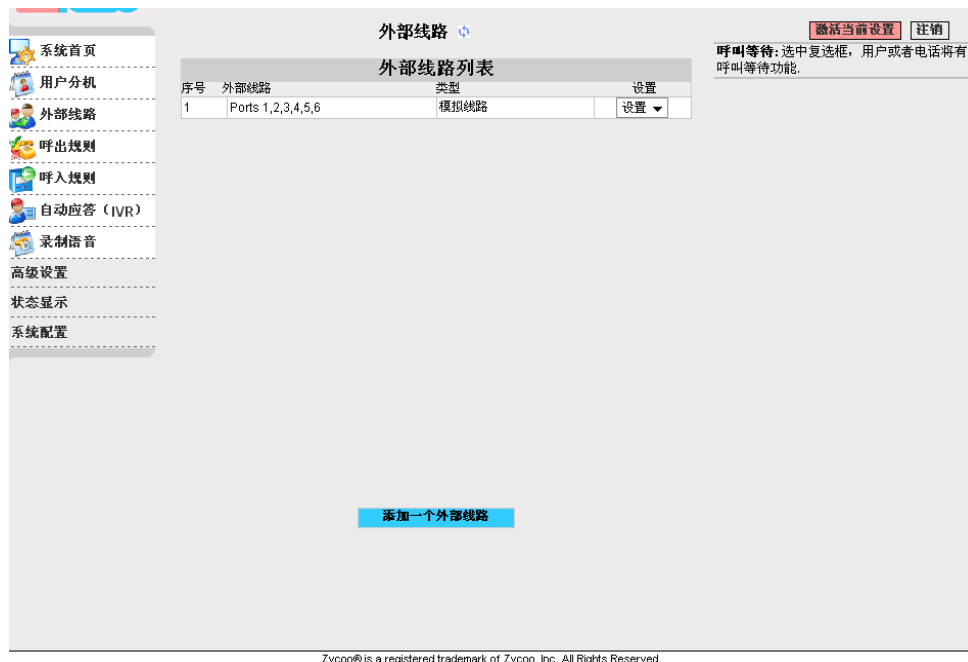 外部线路
激活当前设置 注销
系统首页
用户分机
外部线路
呼出规则
呼入规则
自动应答（IVR）
录制语音
高级设置
状态显示
系统配置
外部线路列表
序号 外部线路 类型 设置
1 Ports 1,2,3,4,5,6 模拟线路 设置
添加一个外部线路
呼叫等待: 选中复选框，用户或者电话将有
呼叫等待功能.
Zycoo® is a registered trademark of Zycoo, Inc. All Rights Reserved.